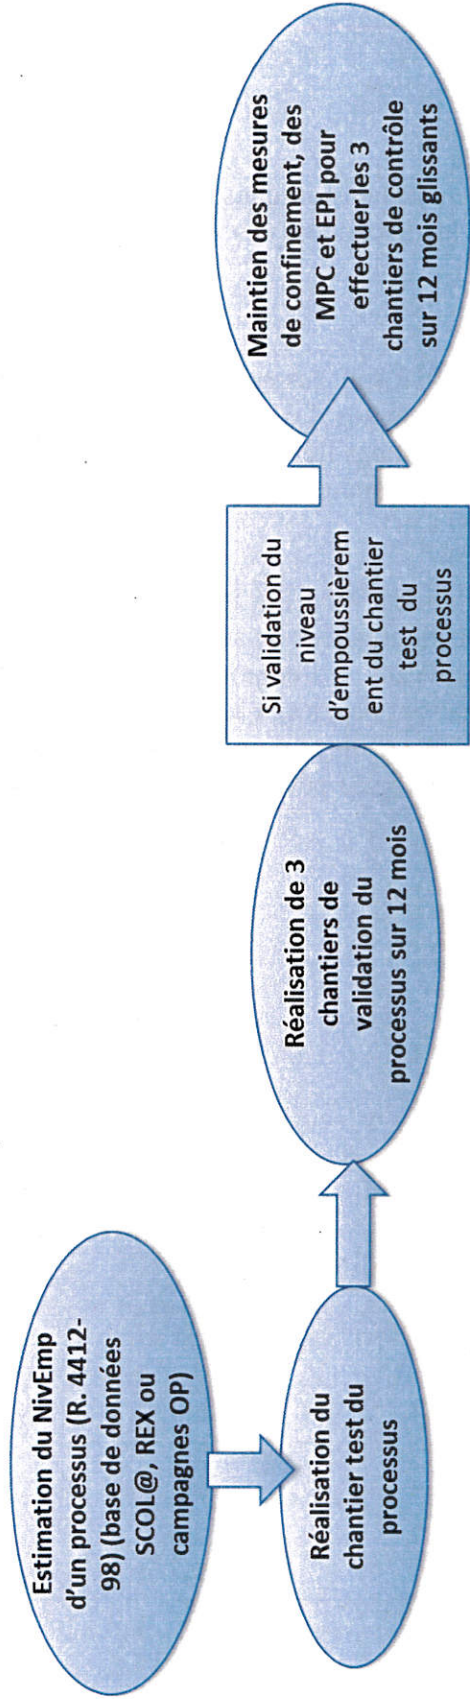 Estimation du NivEmp
d'un processus (R. 4412-
98) (base de données
SCOL@, REX ou
campagnes OP)
Réalisation du
chantier test du
processus
Réalisation de 3
chantiers de
validation du
processus sur 12 mois
Si validation du
niveau
d'empoussièrem
ent du chantier
test du
processus
Maintien des mesures
de confinement, des
MPC et EPI pour
effectuer les 3
chantiers de contrôle
sur 12 mois glissants